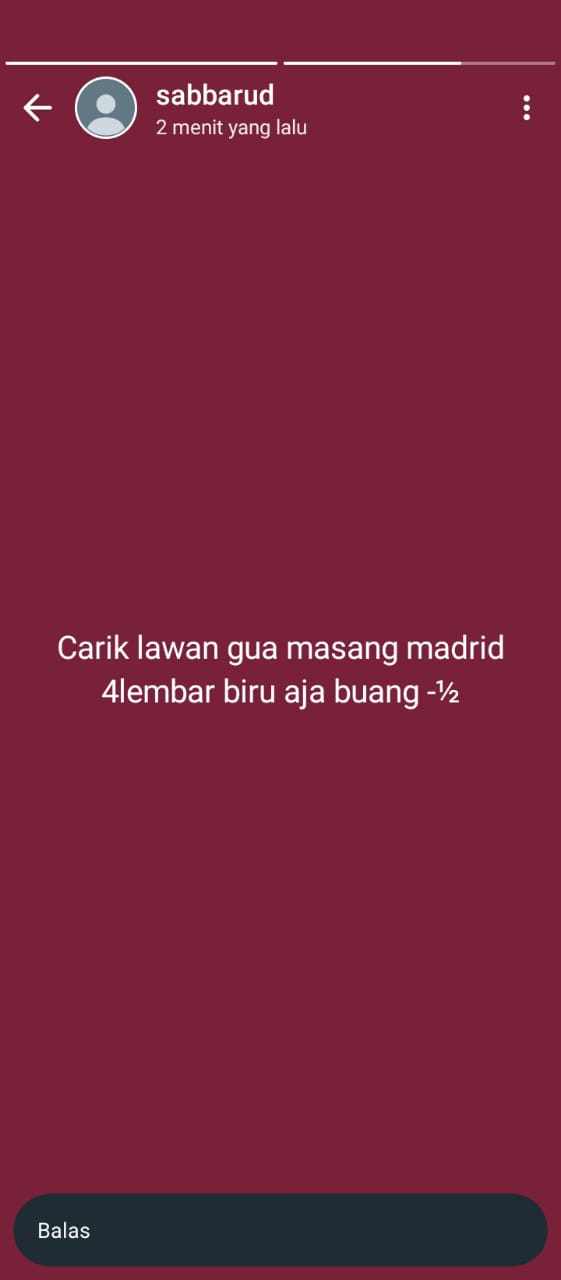 sabbarud
2 menit yang lalu
Carik lawan gua masang madrid
4lembar biru aja buang -½
Balas